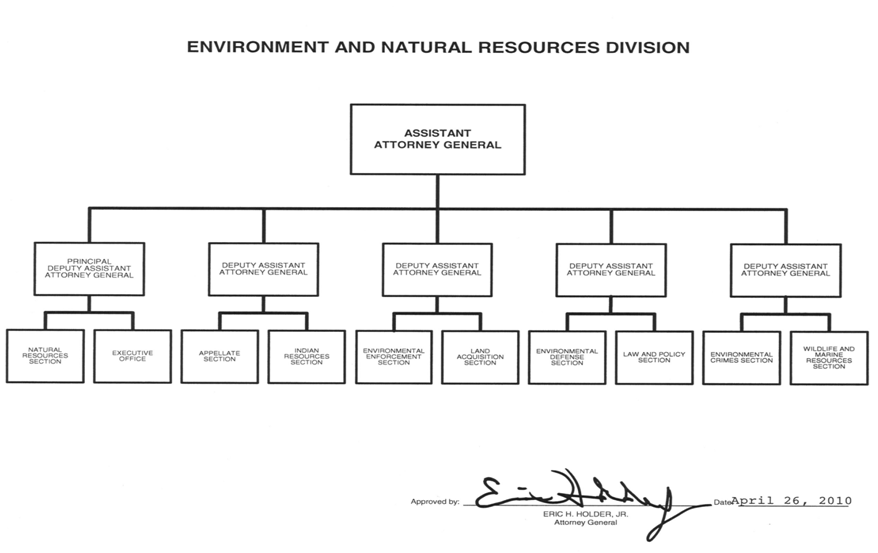 ENVIRONMENT AND NATURAL RESOURCES DIVISION
ASSISTANT
ATTORNEY GENERAL
PRINCIPAL
DEPUTY ASSISTANT
ATTORNEY GENERAL
DEPUTY ASSISTANT
ATTORNEY GENERAL
DEPUTY ASSISTANT
ATTORNEY GENERAL
DEPUTY ASSISTANT
ATTORNEY GENERAL
DEPUTY ASSISTANT
ATTORNEY GENERAL
NATURAL
RESOURCES
SECTION
EXECUTIVE
OFFICE
APPELLATE
SECTION
INDIAN
RESOURCES
SECTION
ENVIRONMENTAL
ENFORCEMENT
SECTION
LAND
ACQUISITION
SECTION
ENVIRONMENTAL
DEFENSE
SECTION
LAW AND POLICY
SECTION
ENVIRONMENTAL
CRIMES SECTION
WILDLIFE AND
MARINE
RESOURCES
SECTION
Approved by: Eric Holder Date: April 26, 2010
ERIC H. HOLDER, JR.
Attorney General